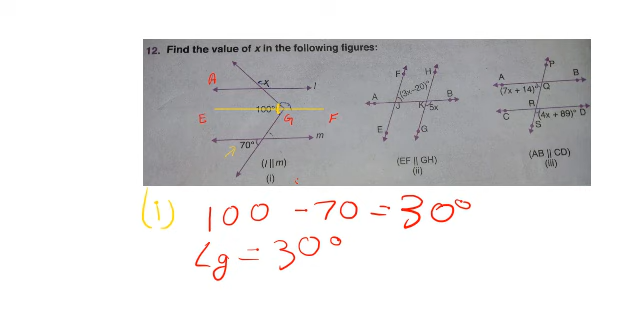 12. Find the value of x in the following figures:
A
x
l
100°
E
G
F
m
70°
(l || m)
(i)
F
H
(3x-20)°
A
B
J
K
5x
E
G
(EF || GH)
(ii)
P
A
B
(7x + 14)°
Q
R
C
(4x + 89)°
D
S
(AB || CD)
(iii)
(i) 100 - 70 = 30°
∠g = 30°